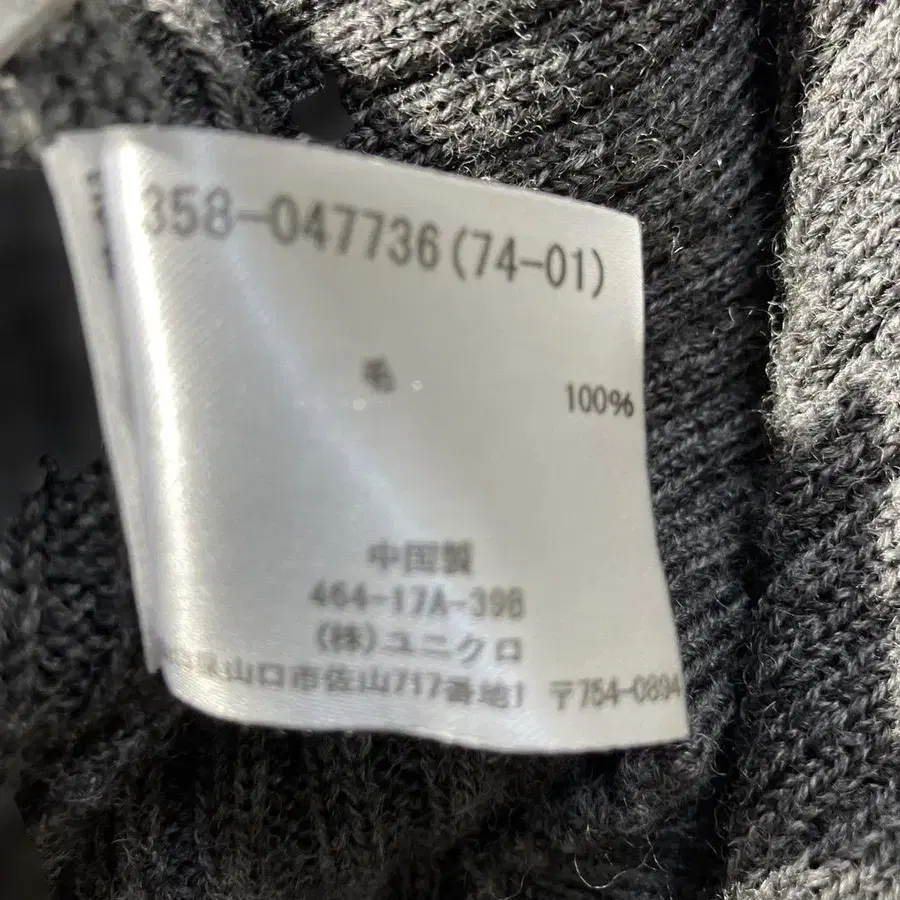 358-047736(74-01)
毛 100%
中国製
464-17A-39B
(株)ユニクロ
山口市佐山717番地1 〒754-0894